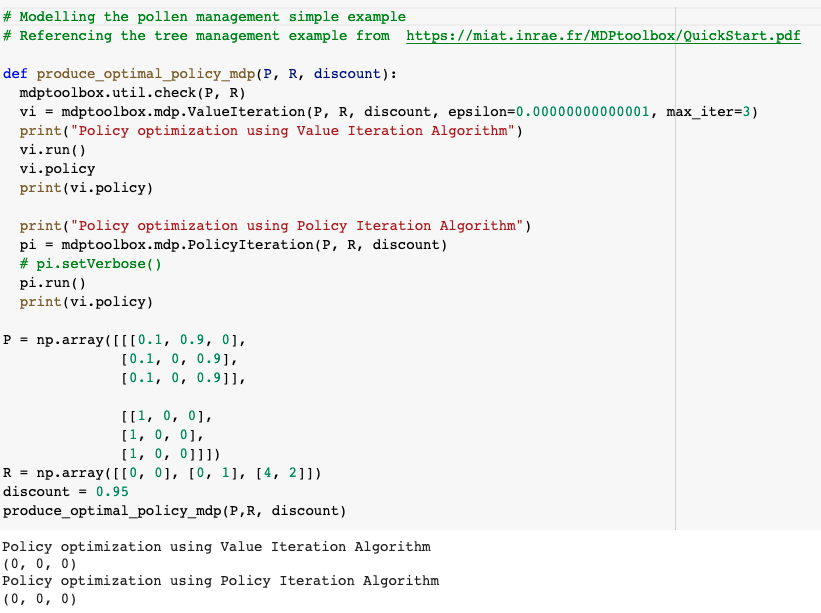 # Modelling the pollen management simple example
# Referencing the tree management example from  https://miat.inrae.fr/MDPtoolbox/QuickStart.pdf

def produce_optimal_policy_mdp(P, R, discount):
  mdptoolbox.util.check(P, R)
  vi = mdptoolbox.mdp.ValueIteration(P, R, discount, epsilon=0.00000000000001, max_iter=3)
  print("Policy optimization using Value Iteration Algorithm")
  vi.run()
  vi.policy
  print(vi.policy)

  print("Policy optimization using Policy Iteration Algorithm")
  pi = mdptoolbox.mdp.PolicyIteration(P, R, discount)
  # pi.setVerbose()
  pi.run()
  print(vi.policy)

P = np.array([[[0.1, 0.9, 0],
              [0.1, 0, 0.9],
              [0.1, 0, 0.9]],

              [[1, 0, 0],
              [1, 0, 0],
              [1, 0, 0]]])
R = np.array([[0, 0], [0, 1], [4, 2]])
discount = 0.95
produce_optimal_policy_mdp(P,R, discount)

Policy optimization using Value Iteration Algorithm
(0, 0, 0)
Policy optimization using Policy Iteration Algorithm
(0, 0, 0)